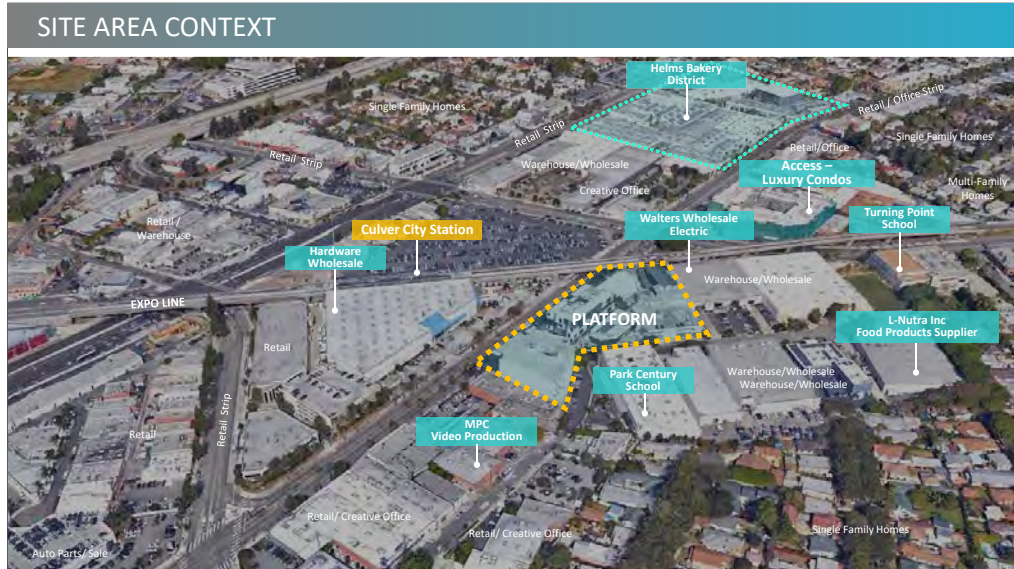 SITE AREA CONTEXT
Helms Bakery
District
Retail / Office Strip
Single Family Homes
Retail Strip
Single Family Homes
Retail Strip
Retail/Office
Warehouse/Wholesale
Access –
Luxury Condos
Multi-Family
Homes
Creative Office
Retail /
Warehouse
Culver City Station
Walters Wholesale
Electric
Turning Point
School
Hardware
Wholesale
Warehouse/Wholesale
EXPO LINE
PLATFORM
L-Nutra Inc
Food Products Supplier
Retail
Park Century
School
Warehouse/Wholesale
Warehouse/Wholesale
Retail Strip
Retail
MPC
Video Production
Retail/ Creative Office
Retail/ Creative Office
Single Family Homes
Auto Parts/ Sale